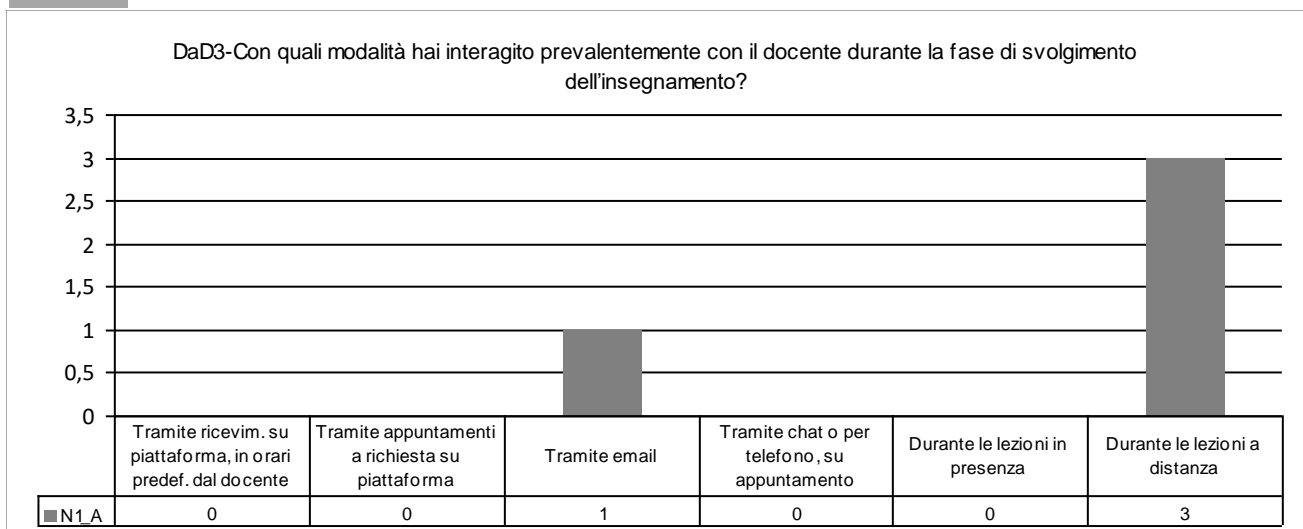 DaD3-Con quali modalità hai interagito prevalentemente con il docente durante la fase di svolgimento
dell'insegnamento?
3,5
3
2,5
2
1,5
1
0,5
0
Tramite ricevim. su
piattaforma, in orari
predef. dal docente
Tramite appuntamenti
a richiesta su
piattaforma
Tramite email
Tramite chat o per
telefono, su
appuntamento
Durante le lezioni in
presenza
Durante le lezioni a
distanza
N1_A 0 0 1 0 0 3